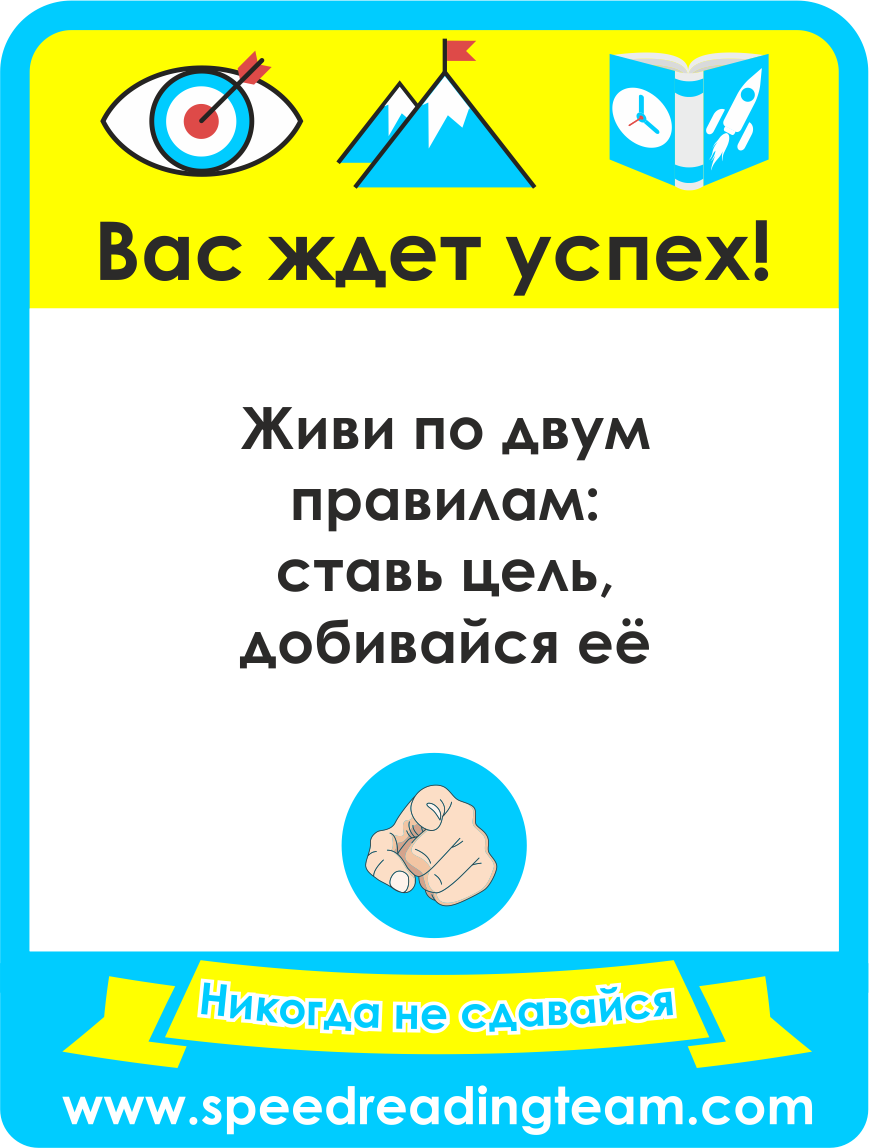 Вас ждет успех!
Живи по двум
правилам:
ставь цель,
добивайся её
Никогда не сдавайся
www.speedreadingteam.com